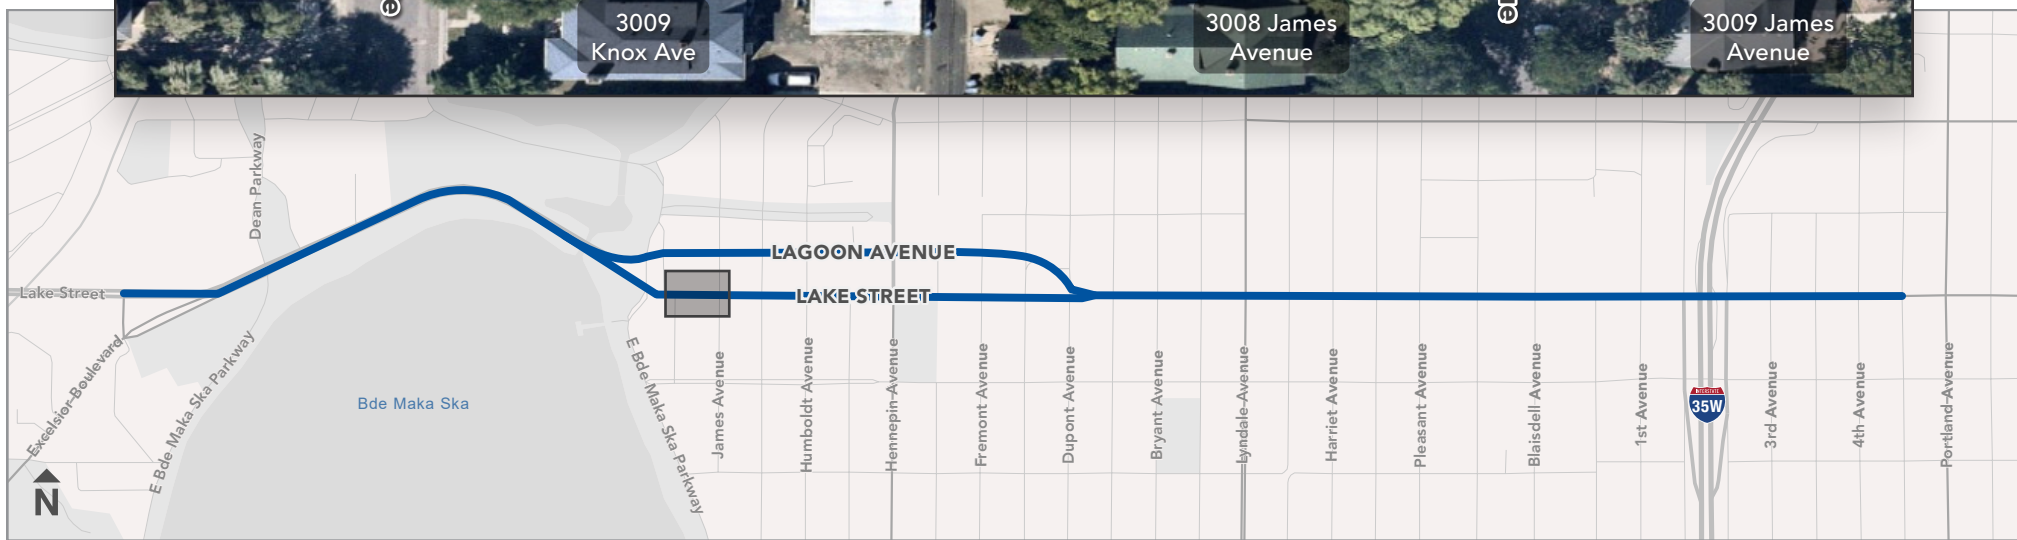 3009
Knox Ave
3008 James
Avenue
3009 James
Avenue
Dean Parkway
LAGOON AVENUE
Lake Street
LAKE STREET
Excelsior Boulevard
E Bde Maka Ska Parkway
Bde Maka Ska
E Bde Maka Ska Parkway
James Avenue
Humboldt Avenue
Hennepin Avenue
Fremont Avenue
Dupont Avenue
Bryant Avenue
Lyndale Avenue
Harriet Avenue
Pleasant Avenue
Blaisdell Avenue
1st Avenue
INTERSTATE
35W
3rd Avenue
4th Avenue
Portland Avenue
N